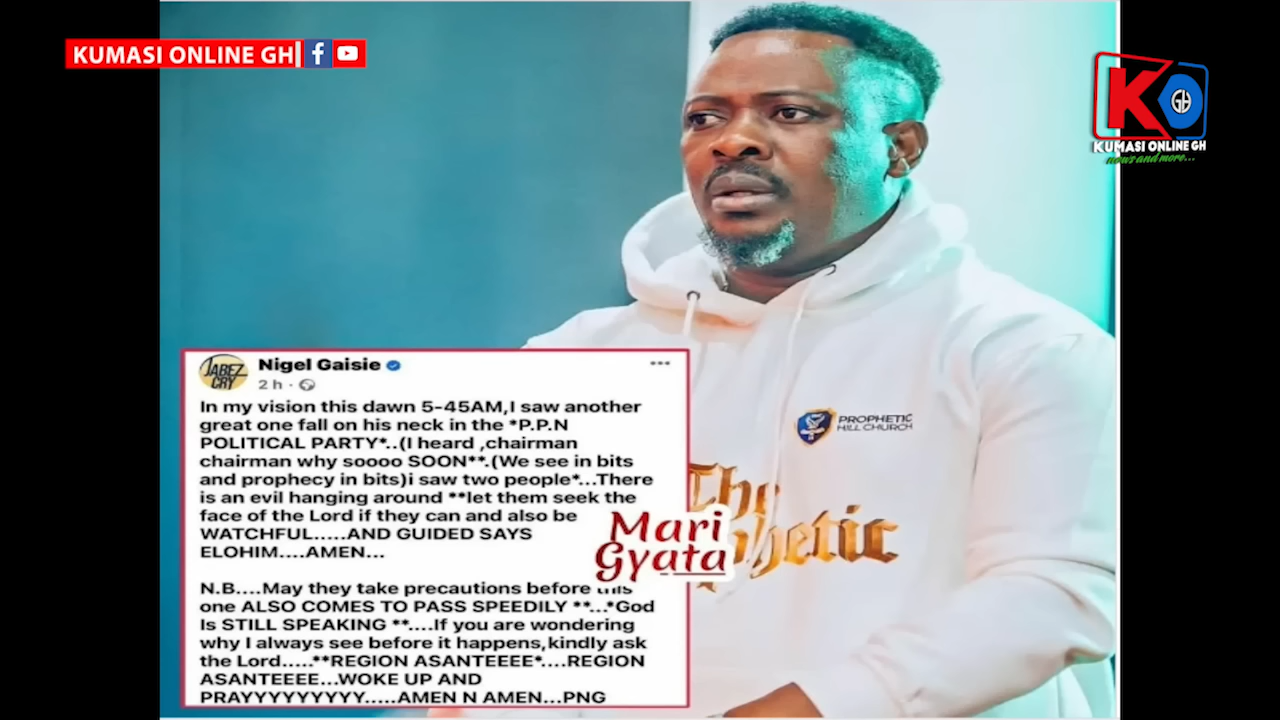 KUMASI ONLINE GH
KO
GH
KUMASI ONLINE GH
news and more...
Nigel Gaisie
2 h ·
JABEZ
CRY
In my vision this dawn 5-45AM,I saw another
great one fall on his neck in the *P.P.N
POLITICAL PARTY*..(I heard ,chairman
chairman why soooo SOON**.(We see in bits
and prophecy in bits)i saw two people*...There
is an evil hanging around **let them seek the
face of the Lord if they can and also be
WATCHFUL.....AND GUIDED SAYS
ELOHIM....AMEN...
N.B....May they take precautions before this
one ALSO COMES TO PASS SPEEDILY **...*God
Is STILL SPEAKING **....If you are wondering
why I always see before it happens,kindly ask
the Lord.....**REGION ASANTEEEE*....REGION
ASANTEEEE...WOKE UP AND
PRAYYYYYYYYYY.....AMEN N AMEN...PNG
Mari
Gyata
PROPHETIC
HILL CHURCH
The